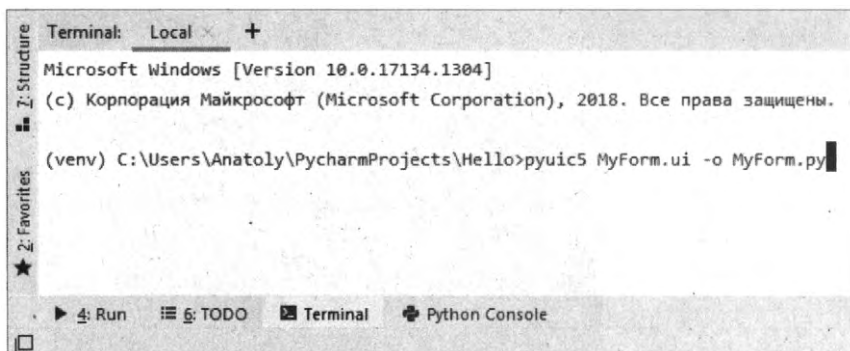 Terminal: Local × +
Microsoft Windows [Version 10.0.17134.1304]
(с) Корпорация Майкрософт (Microsoft Corporation), 2018. Все права защищены.
(venv) C:\Users\Anatoly\PycharmProjects\Hello>pyuic5 MyForm.ui -o MyForm.py
7: Structure
2: Favorites
4: Run 6: TODO Terminal Python Console